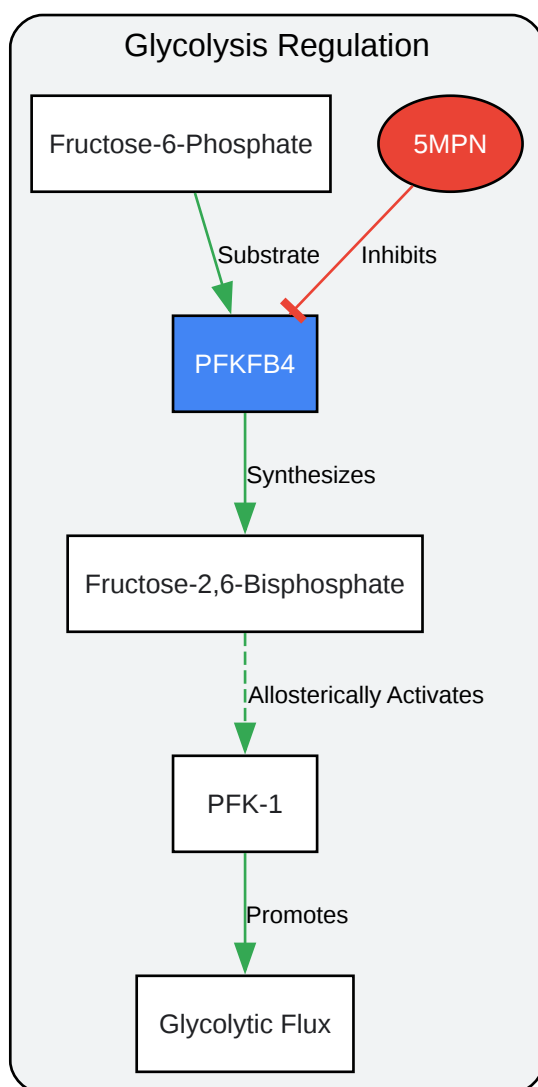 Glycolysis Regulation
Fructose-6-Phosphate
5MPN
Substrate
Inhibits
PFKFB4
Synthesizes
Fructose-2,6-Bisphosphate
Allosterically Activates
PFK-1
Promotes
Glycolytic Flux